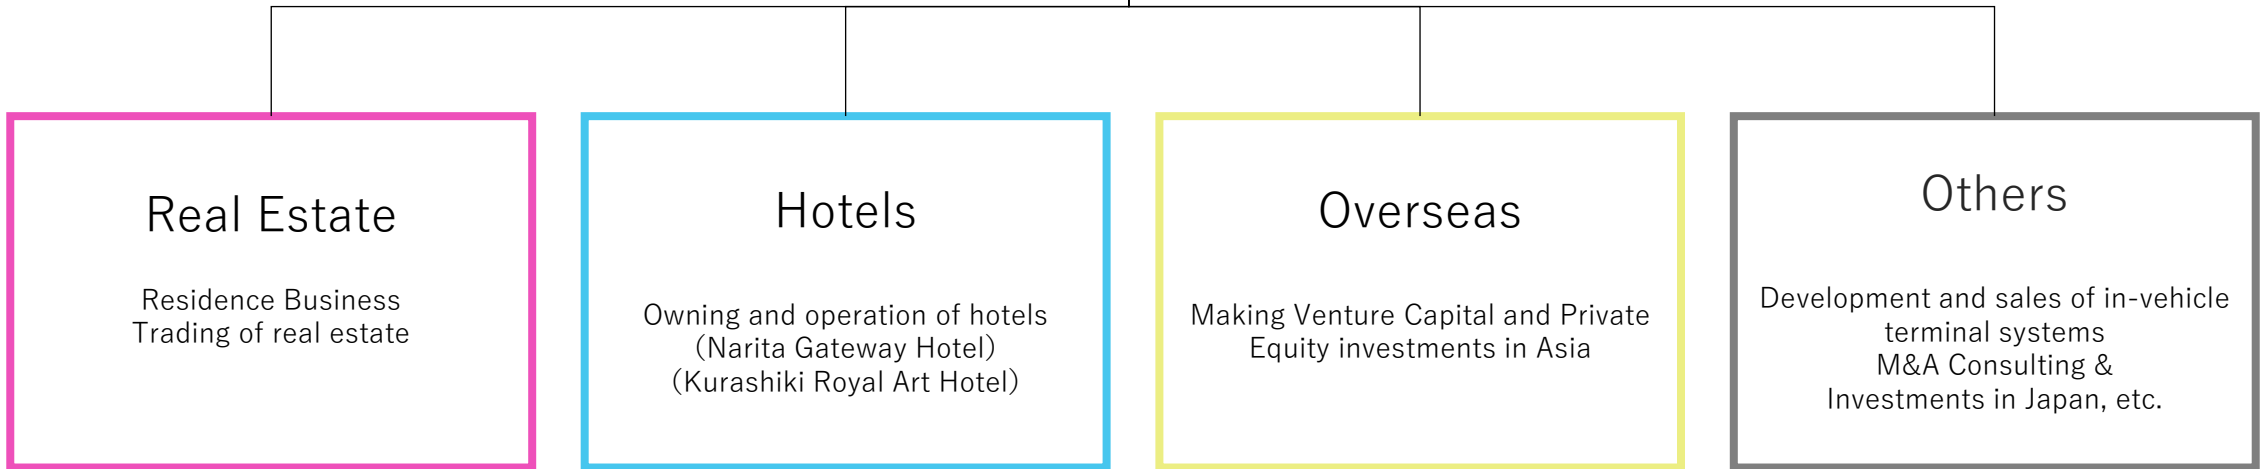 Real Estate
Residence Business
Trading of real estate
Hotels
Owning and operation of hotels
(Narita Gateway Hotel)
(Kurashiki Royal Art Hotel)
Overseas
Making Venture Capital and Private
Equity investments in Asia
Others
Development and sales of in-vehicle
terminal systems
M&A Consulting &
Investments in Japan, etc.